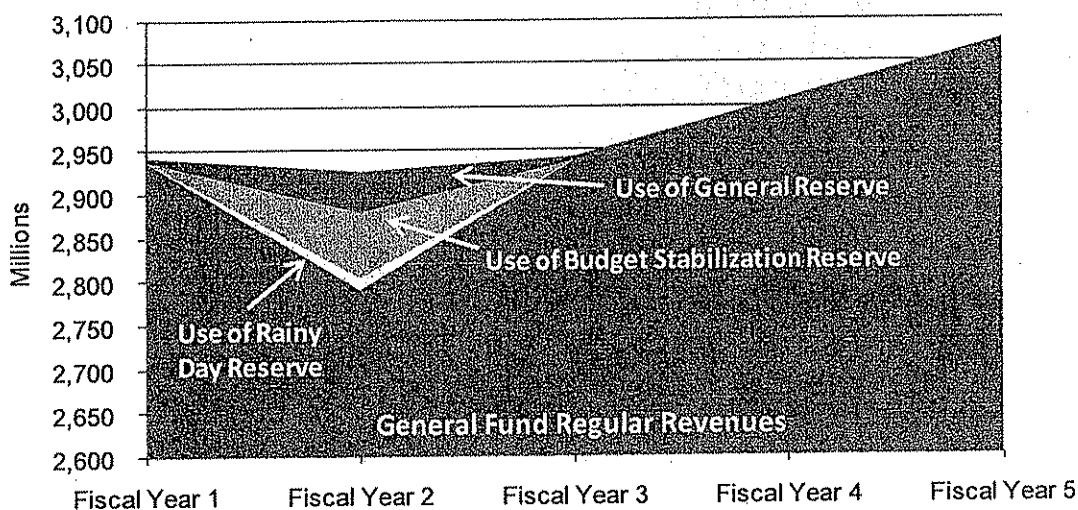 3,100
3,050
3,000
2,950
2,900
2,850
2,800
2,750
2,700
2,650
2,600
Millions
Use of General Reserve
Use of Budget Stabilization Reserve
Use of Rainy
Day Reserve
General Fund Regular Revenues
Fiscal Year 1 Fiscal Year 2 Fiscal Year 3 Fiscal Year 4 Fiscal Year 5